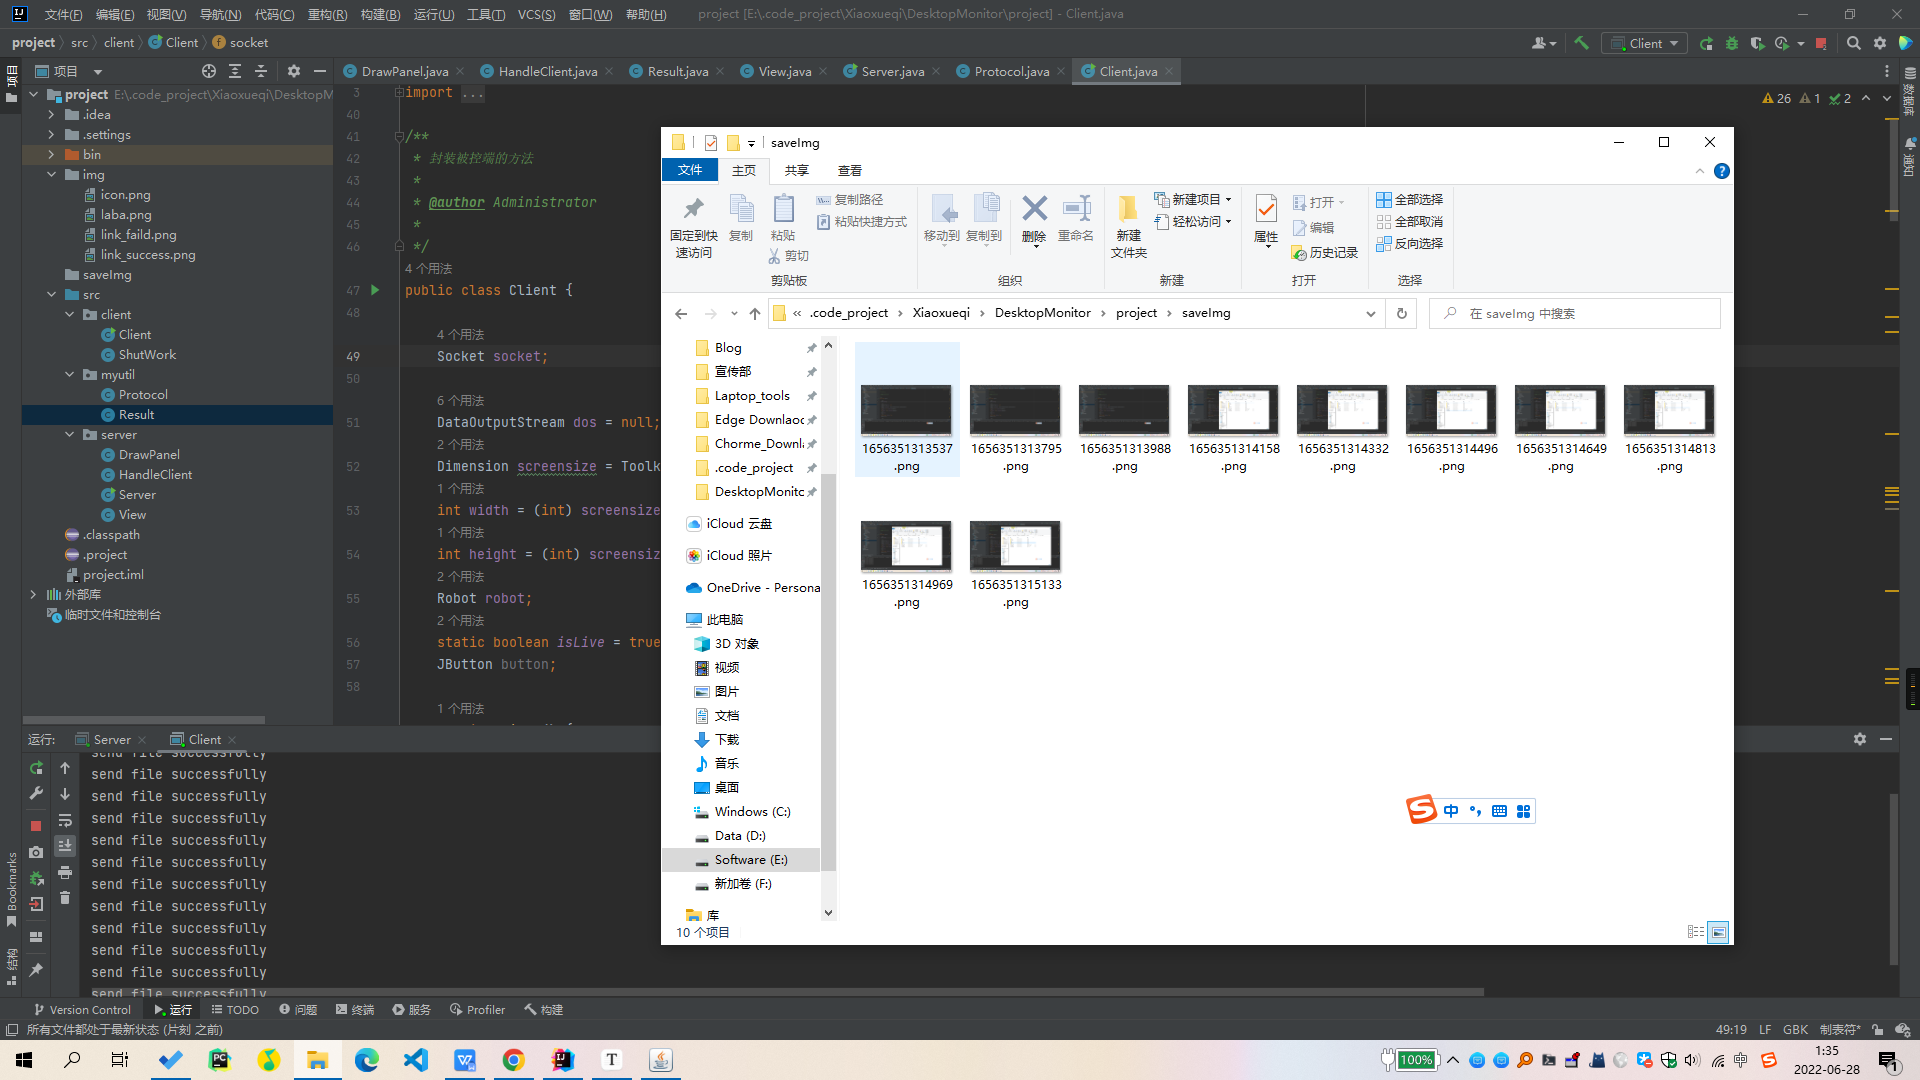 文件(F) 编辑(E) 视图(V) 导航(N) 代码(C) 重构(R) 构建(B) 运行(U) 工具(T) VCS(S) 窗口(W) 帮助(H) project [E:\.code_project\Xiaoxueqi\DesktopMonitor\project] - Client.java
project src client Client socket
Client
项目
DrawPanel.java HandleClient.java Result.java View.java Server.java Protocol.java Client.java
project E:\.code_project\Xiaoxueqi\DesktopM
.idea
.settings
bin
img
icon.png
laba.png
link_faild.png
link_success.png
saveImg
src
client
Client
ShutWork
myutil
Protocol
Result
server
DrawPanel
HandleClient
Server
View
.classpath
.project
project.iml
外部库
临时文件和控制台
项目
Bookmarks
结构
数据库
通知
26 1 2
3 import ...
40
41 /**
42 * 封装被控端的方法
43 *
44 * @author Administrator
45 *
46 */
4 个用法
47 public class Client {
48
4 个用法
49 Socket socket;
50
6 个用法
51 DataOutputStream dos = null;
2 个用法
52 Dimension screensize = Toolk
1 个用法
53 int width = (int) screensize
1 个用法
54 int height = (int) screensiz
2 个用法
55 Robot robot;
2 个用法
56 static boolean isLive = true
57 JButton button;
58
1 个用法
saveImg
文件 主页 共享 查看
固定到快速访问
复制
粘贴
复制路径
粘贴快捷方式
剪切
剪贴板
移动到
复制到
删除
重命名
组织
新建
文件夹
新建项目
轻松访问
新建
属性
打开
编辑
历史记录
打开
全部选择
全部取消
反向选择
选择
« .code_project › Xiaoxueqi › DesktopMonitor › project › saveImg
在 saveImg 中搜索
Blog
宣传部
Laptop_tools
Edge Downlaoc
Chorme_Downl
.code_project
DesktopMonitc
iCloud 云盘
iCloud 照片
OneDrive - Persona
此电脑
3D 对象
视频
图片
文档
下载
音乐
桌面
Windows (C:)
Data (D:)
Software (E:)
新加卷 (F:)
库
1656351313537.png
1656351313795.png
1656351313988.png
1656351314158.png
1656351314332.png
1656351314496.png
1656351314649.png
1656351314813.png
1656351314969.png
1656351315133.png
10 个项目
中
运行: Server Client
send file successfully
send file successfully
send file successfully
send file successfully
send file successfully
send file successfully
send file successfully
send file successfully
send file successfully
send file successfully
send file successfully
send file successfully
Version Control 运行 TODO 问题 终端 服务 Profiler 构建
所有文件都处于最新状态 (片刻 之前)
49:19 LF GBK 制表符*
100%
中
1:35
2022-06-28
1